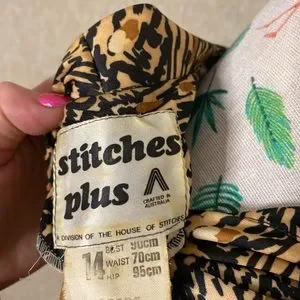 stitches
plus
CRAFTED IN
AUSTRALIA
A DIVISION OF THE HOUSE OF STITCHES
14
BUST 90cm
WAIST 70cm
HIP 95cm